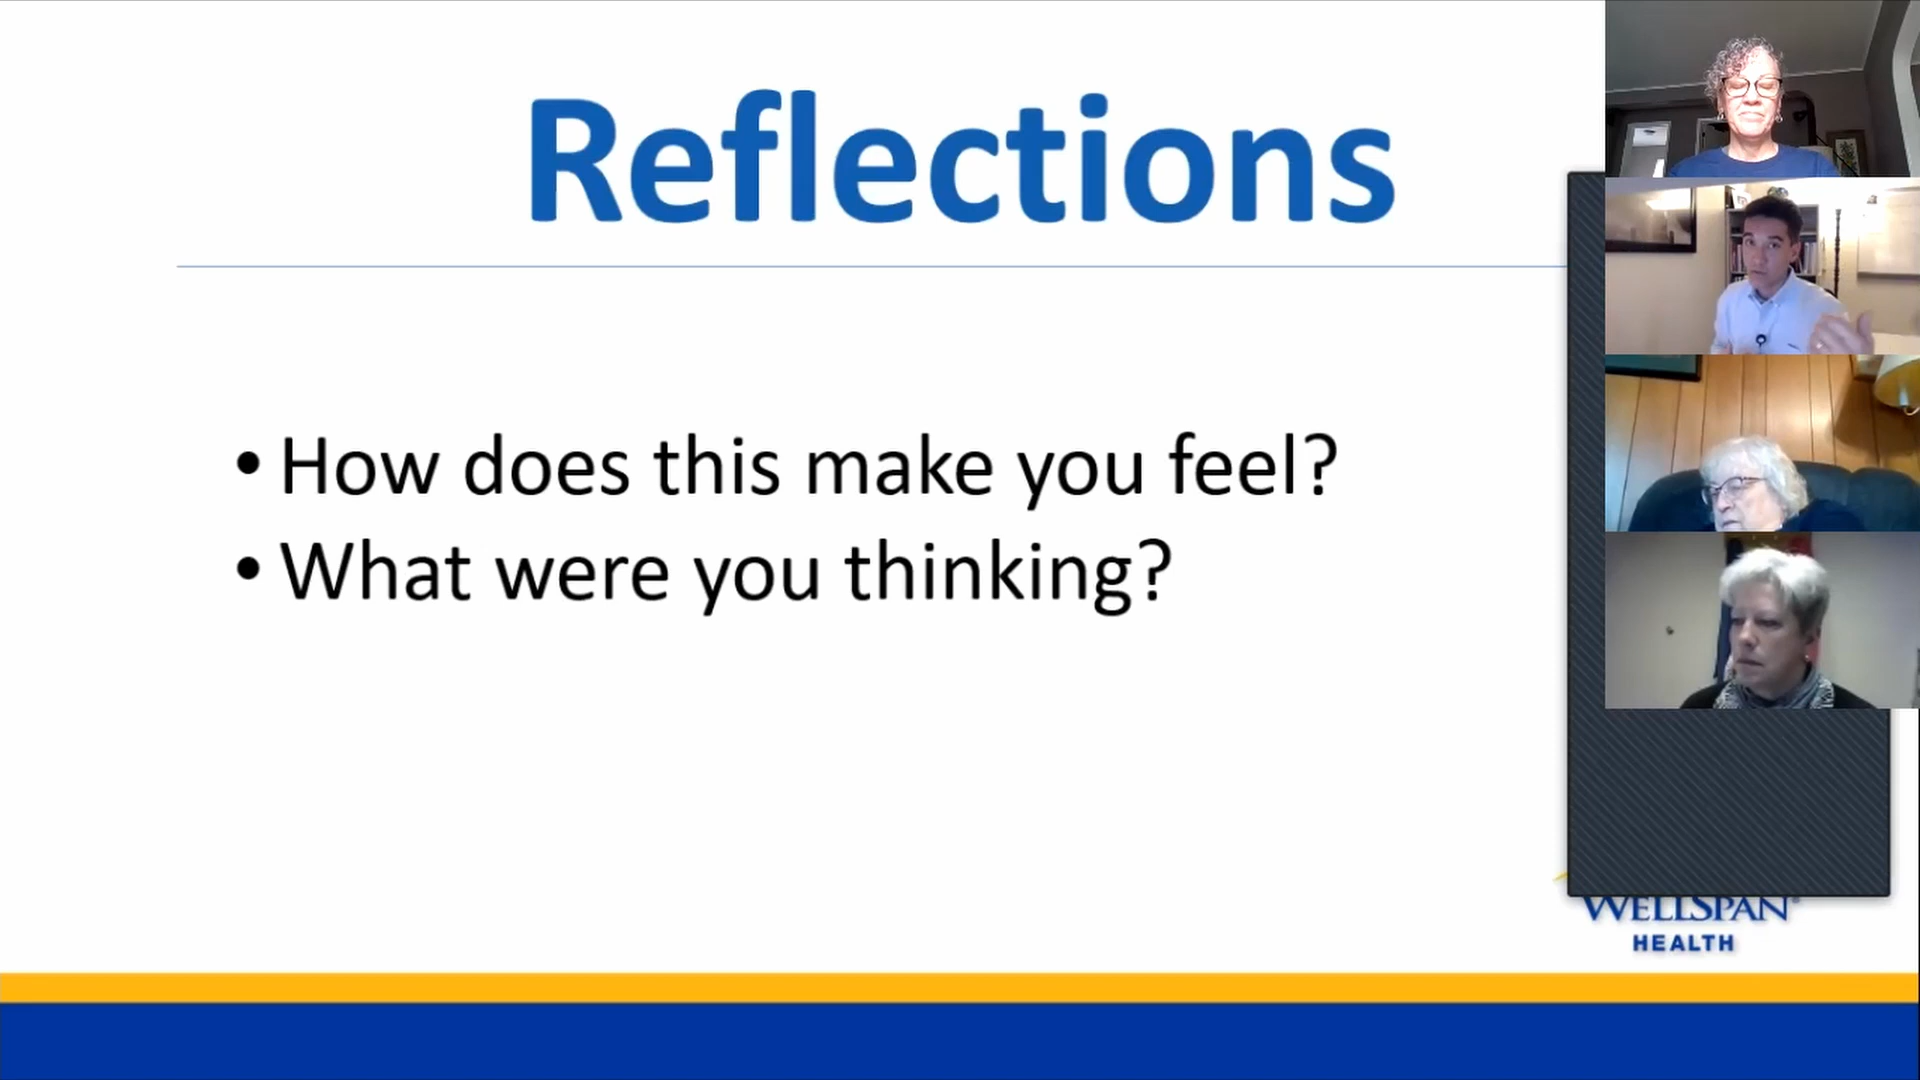 Reflections
• How does this make you feel?
• What were you thinking?
WELLSPAN®
HEALTH